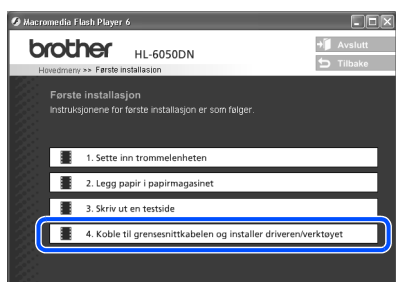 Macromedia Flash Player 6
brother HL-6050DN
Avslutt
Hovedmeny >> Første installasjon
Tilbake
Første installasjon
Instruksjonene for første installasjon er som følger.
1. Sette inn trommelenheten
2. Legg papir i papirmagasinet
3. Skriv ut en testside
4. Koble til grensesnittkabelen og installer driveren/verktøyet